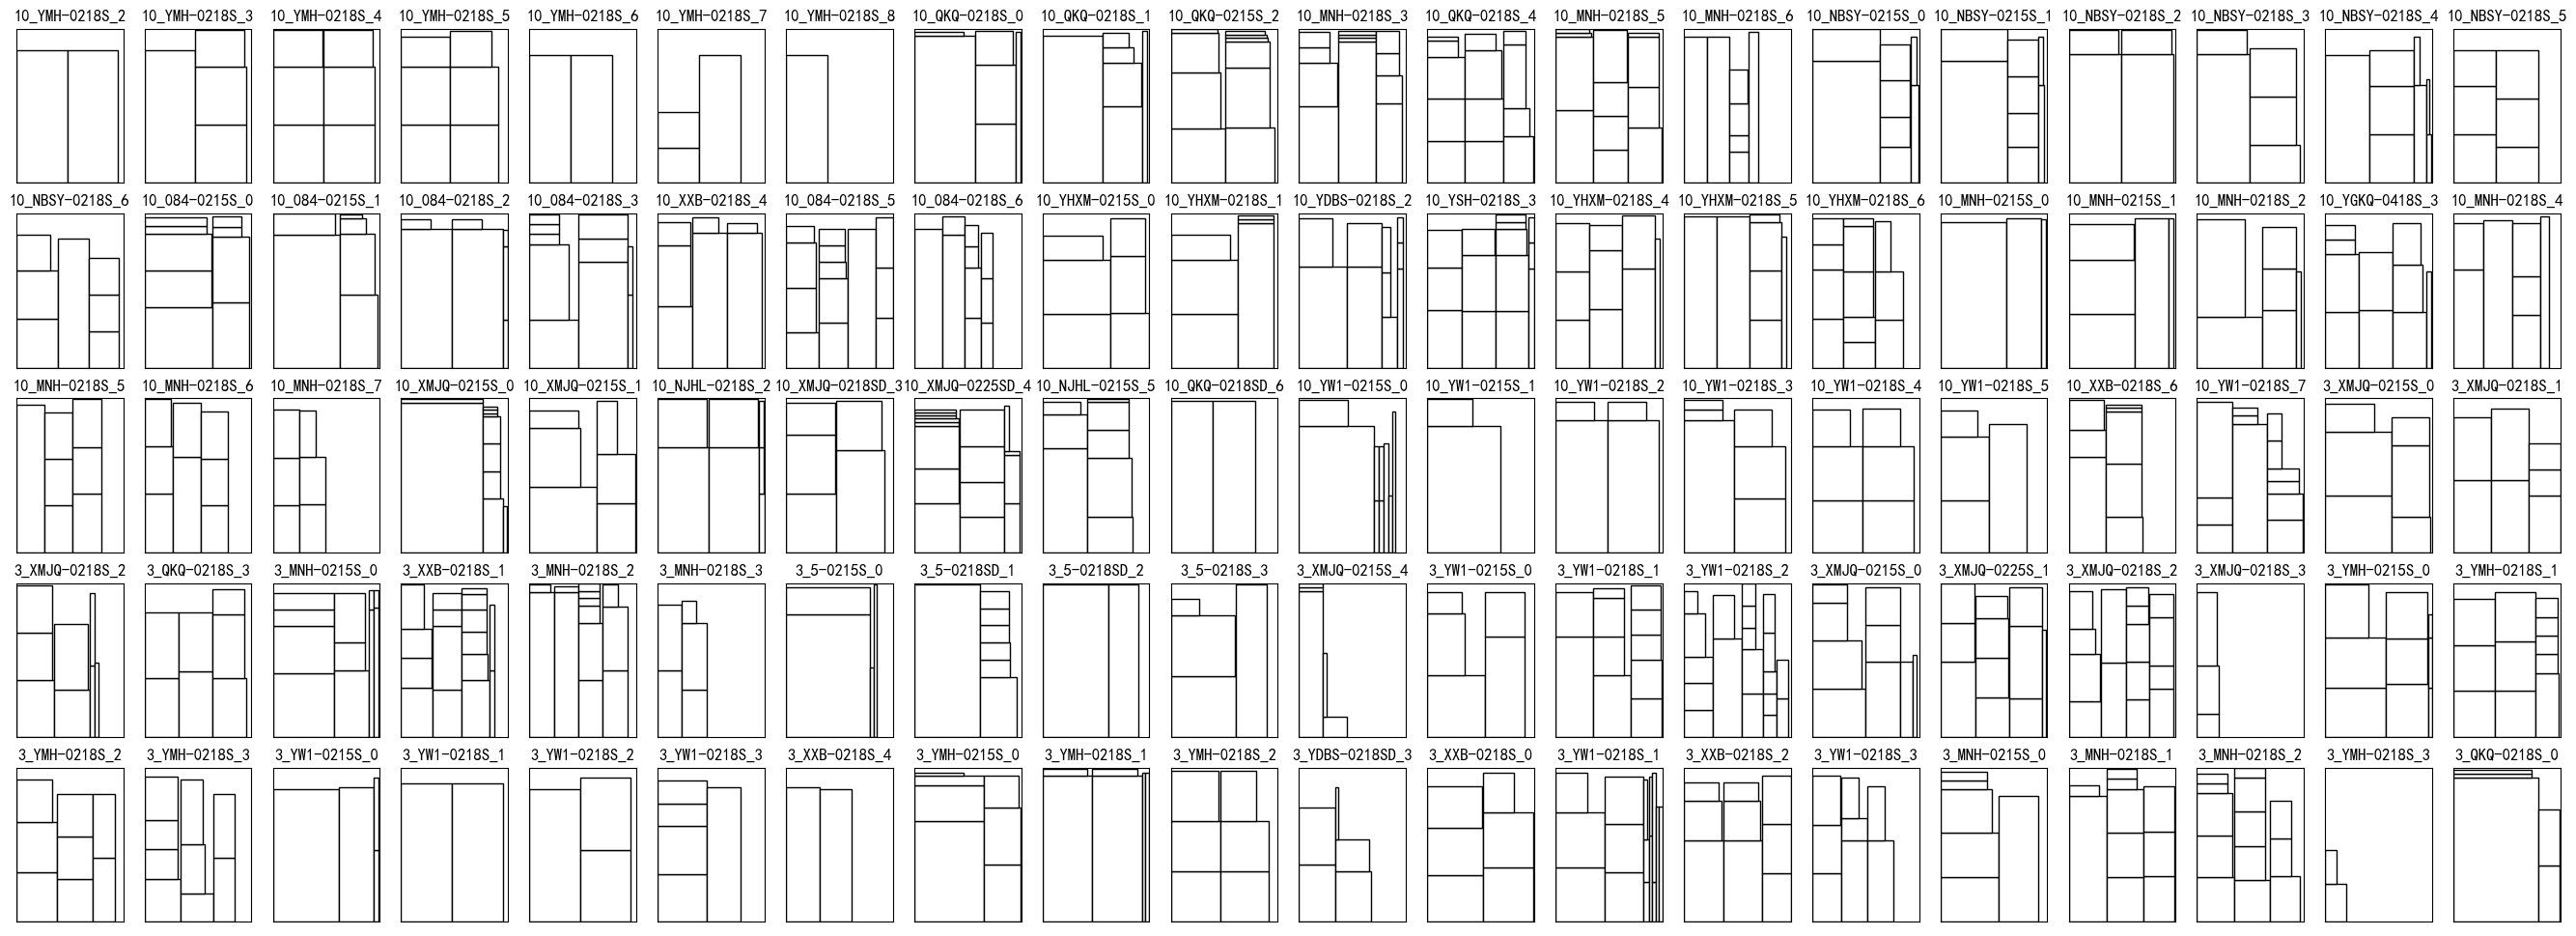 10_YMH-0218S_2 10_YMH-0218S_3 10_YMH-0218S_4 10_YMH-0218S_5 10_YMH-0218S_6 10_YMH-0218S_7 10_YMH-0218S_8 10_QKQ-0218S_0 10_QKQ-0218S_1 10_QKQ-0215S_2 10_MNH-0218S_3 10_QKQ-0218S_4 10_MNH-0218S_5 10_MNH-0218S_6 10_NBSY-0215S_0 10_NBSY-0215S_1 10_NBSY-0218S_2 10_NBSY-0218S_3 10_NBSY-0218S_4 10_NBSY-0218S_5
10_NBSY-0218S_6 10_084-0215S_0 10_084-0215S_1 10_084-0218S_2 10_084-0218S_3 10_XXB-0218S_4 10_084-0218S_5 10_084-0218S_6 10_YHXM-0215S_0 10_YHXM-0218S_1 10_YDBS-0218S_2 10_YSH-0218S_3 10_YHXM-0218S_4 10_YHXM-0218S_5 10_YHXM-0218S_6 10_MNH-0215S_0 10_MNH-0215S_1 10_MNH-0218S_2 10_YGKQ-0418S_3 10_MNH-0218S_4
10_MNH-0218S_5 10_MNH-0218S_6 10_MNH-0218S_7 10_XMJQ-0215S_0 10_XMJQ-0215S_1 10_NJHL-0218S_2 10_XMJQ-0218SD_3 10_XMJQ-0225SD_4 10_NJHL-0215S_5 10_QKQ-0218SD_6 10_YW1-0215S_0 10_YW1-0215S_1 10_YW1-0218S_2 10_YW1-0218S_3 10_YW1-0218S_4 10_YW1-0218S_5 10_XXB-0218S_6 10_YW1-0218S_7 3_XMJQ-0215S_0 3_XMJQ-0218S_1
3_XMJQ-0218S_2 3_QKQ-0218S_3 3_MNH-0215S_0 3_XXB-0218S_1 3_MNH-0218S_2 3_MNH-0218S_3 3_5-0215S_0 3_5-0218SD_1 3_5-0218SD_2 3_5-0218S_3 3_XMJQ-0215S_4 3_YW1-0215S_0 3_YW1-0218S_1 3_YW1-0218S_2 3_XMJQ-0215S_0 3_XMJQ-0225S_1 3_XMJQ-0218S_2 3_XMJQ-0218S_3 3_YMH-0215S_0 3_YMH-0218S_1
3_YMH-0218S_2 3_YMH-0218S_3 3_YW1-0215S_0 3_YW1-0218S_1 3_YW1-0218S_2 3_YW1-0218S_3 3_XXB-0218S_4 3_YMH-0215S_0 3_YMH-0218S_1 3_YMH-0218S_2 3_YDBS-0218SD_3 3_XXB-0218S_0 3_YW1-0218S_1 3_XXB-0218S_2 3_YW1-0218S_3 3_MNH-0215S_0 3_MNH-0218S_1 3_MNH-0218S_2 3_YMH-0218S_3 3_QKQ-0218S_0